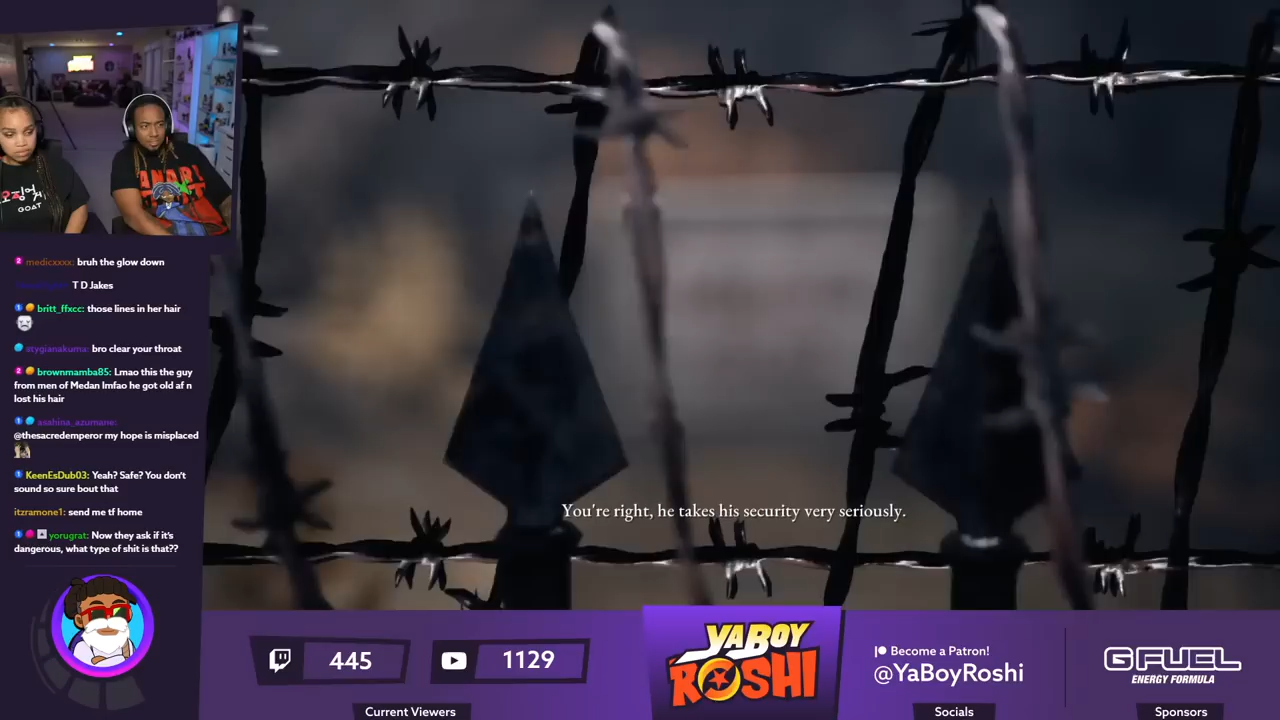 medicxxxx: bruh the glow down
T D Jakes
britt_ffxcc: those lines in her hair
stygianakuma: bro clear your throat
brownmamba85: Lmao this the guy
from men of Medan lmfao he got old af n
lost his hair
asahina_azumane:
@thesacredemperor my hope is misplaced
KeenEsDub03: Yeah? Safe? You don't
sound so sure bout that
itzramone1: send me tf home
yorugrat: Now they ask if it's
dangerous, what type of shit is that??
GOAT
You're right, he takes his security very seriously.
445
1129
Current Viewers
YABOY
ROSHI
Become a Patron!
@YaBoyRoshi
Socials
G FUEL
ENERGY FORMULA
Sponsors